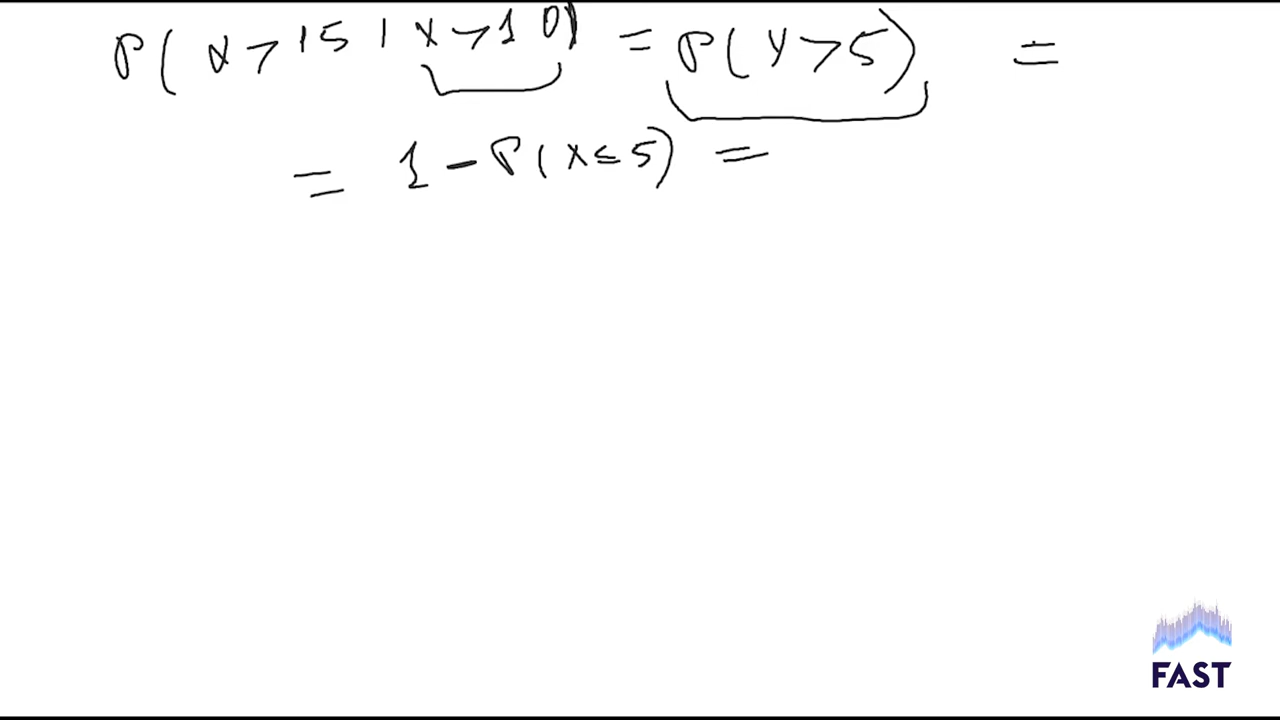 P(X>15|X>10) = P(X>5) =
= 1-P(X≤5) =
FAST